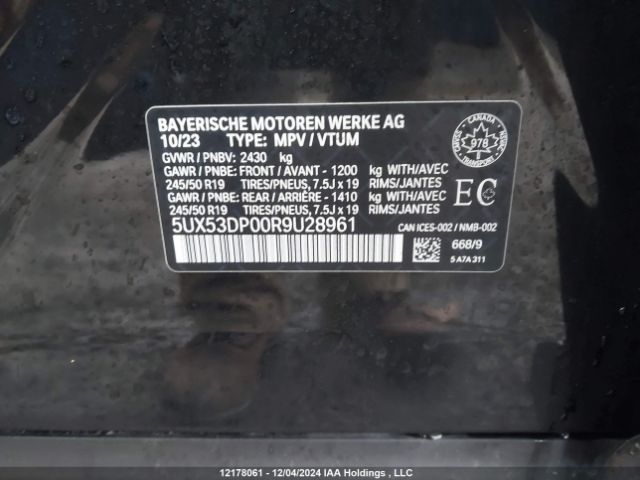 BAYERISCHE MOTOREN WERKE AG
10/23 TYPE: MPV / VTUM
GVWR / PNBV: 2430 kg
GAWR / PNBE: FRONT / AVANT - 1200 kg WITH/AVEC
245/50 R19 TIRES/PNEUS, 7.5J x 19 RIMS/JANTES
GAWR / PNBE: REAR / ARRIÈRE - 1410 kg WITH/AVEC
245/50 R19 TIRES/PNEUS, 7.5J x 19 RIMS/JANTES
5UX53DP00R9U28961
CANADA
978
TRANSPORT
EC
CAN ICES-002 / NMB-002
668/9
5 A7A 311
12178061 - 12/04/2024 IAA Holdings , LLC